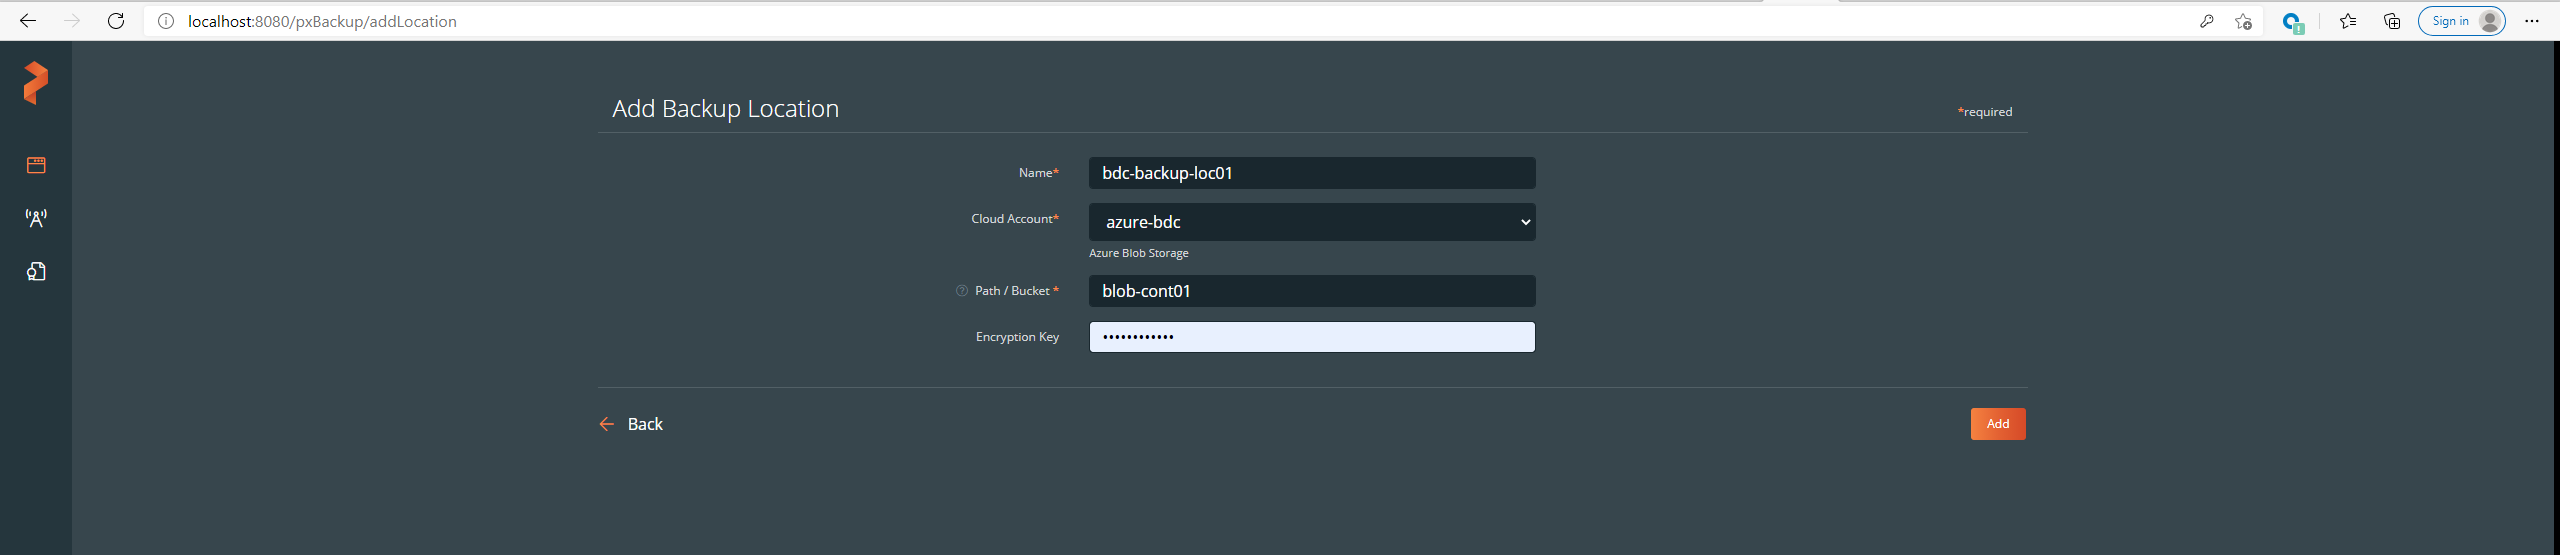 localhost:8080/pxBackup/addLocation
Sign in
Add Backup Location
*required
Name*
bdc-backup-loc01
Cloud Account*
azure-bdc
Azure Blob Storage
Path / Bucket *
blob-cont01
Encryption Key
••••••••••••
Back
Add